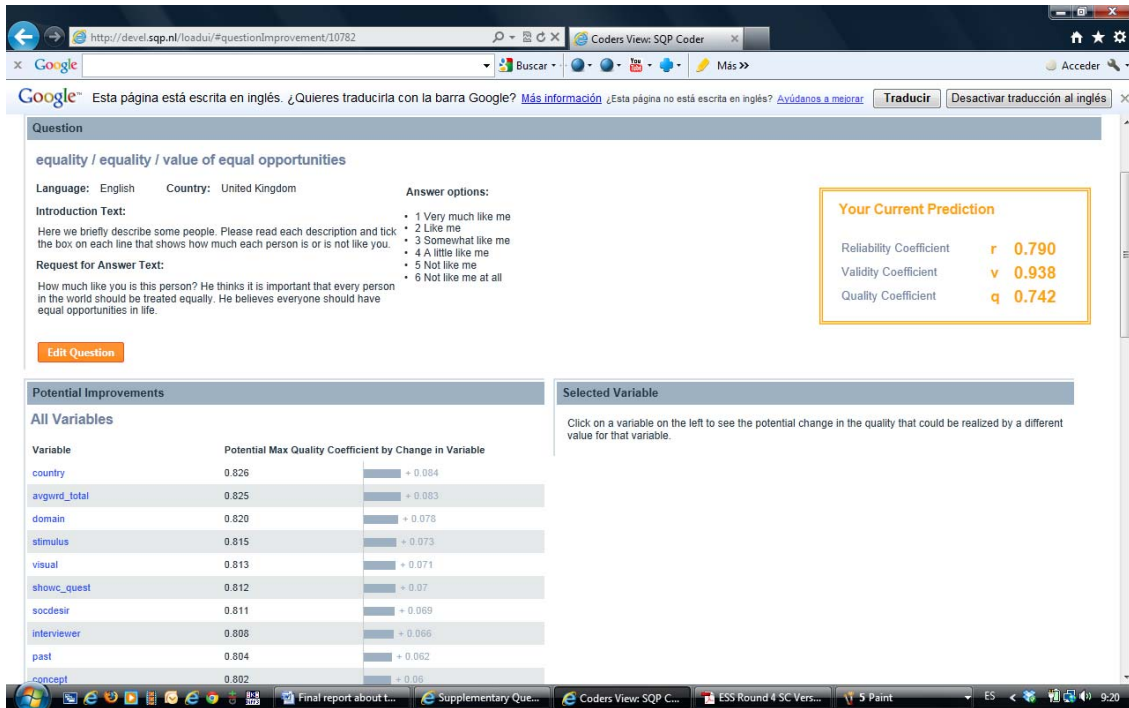 http://devel.sqp.nl/loadui/#questionImprovement/10782
Coders View: SQP Coder
x Google
Buscar
Más »
Acceder
Google Esta página está escrita en inglés. ¿Quieres traducirla con la barra Google? Más información ¿Esta página no está escrita en inglés? Ayúdanos a mejorar Traducir Desactivar traducción al inglés
Question
equality / equality / value of equal opportunities
Language: English Country: United Kingdom
Introduction Text:
Here we briefly describe some people. Please read each description and tick
the box on each line that shows how much each person is or is not like you.
Request for Answer Text:
How much like you is this person? He thinks it is important that every person
in the world should be treated equally. He believes everyone should have
equal opportunities in life.
Answer options:
• 1 Very much like me
• 2 Like me
• 3 Somewhat like me
• 4 A little like me
• 5 Not like me
• 6 Not like me at all
Your Current Prediction
Reliability Coefficient r 0.790
Validity Coefficient v 0.938
Quality Coefficient q 0.742
Edit Question
Potential Improvements
All Variables
Variable Potential Max Quality Coefficient by Change in Variable
country 0.826 + 0.084
avgwrd_total 0.825 + 0.083
domain 0.820 + 0.078
stimulus 0.815 + 0.073
visual 0.813 + 0.071
showc_quest 0.812 + 0.07
socdesir 0.811 + 0.069
interviewer 0.808 + 0.066
past 0.804 + 0.062
concept 0.802 + 0.06
Selected Variable
Click on a variable on the left to see the potential change in the quality that could be realized by a different
value for that variable.
Final report about t...
Supplementary Que...
Coders View: SQP C...
ESS Round 4 SC Vers...
5 Paint
ES
9:20